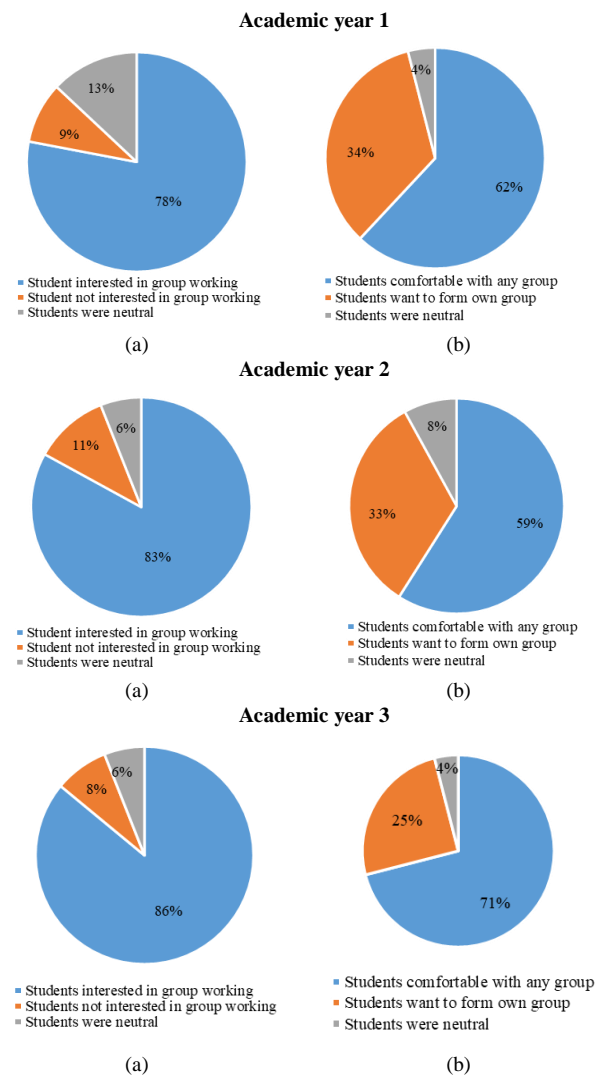 Academic year 1
13%
9%
78%
4%
34%
62%
Student interested in group working
Student not interested in group working
Students were neutral
Students comfortable with any group
Students want to form own group
Students were neutral
(a)
(b)
Academic year 2
6%
11%
83%
8%
33%
59%
Student interested in group working
Student not interested in group working
Students were neutral
Students comfortable with any group
Students want to form own group
Students were neutral
(a)
(b)
Academic year 3
6%
8%
86%
4%
25%
71%
Students interested in group working
Students not interested in group working
Students were neutral
Students comfortable with any group
Students want to form own group
Students were neutral
(a)
(b)